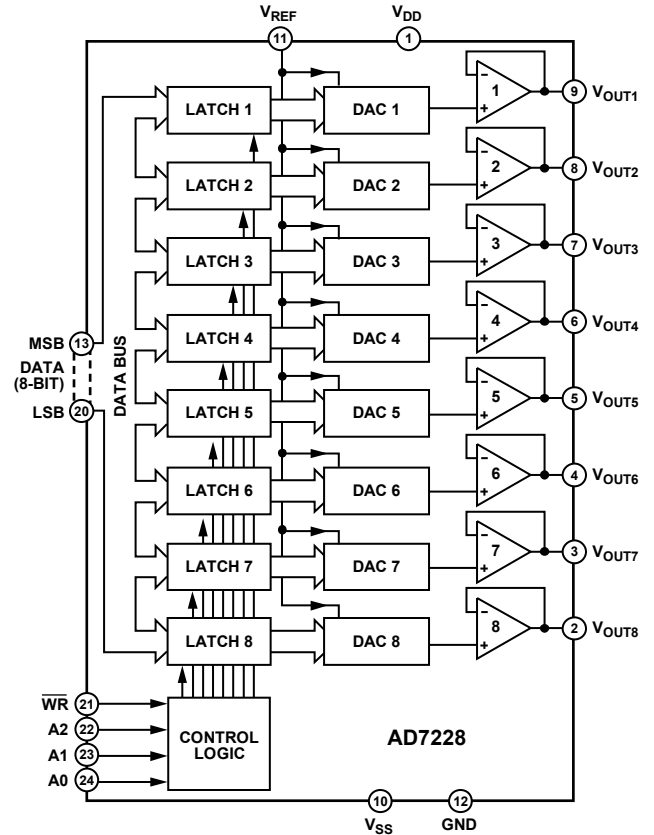 VREF
VDD
11
1
LATCH 1
DAC 1
1
9
VOUT1
LATCH 2
DAC 2
2
8
VOUT2
LATCH 3
DAC 3
3
7
VOUT3
LATCH 4
DAC 4
4
6
VOUT4
MSB
13
DATA
(8-BIT)
LSB
20
DATA BUS
LATCH 5
DAC 5
5
5
VOUT5
LATCH 6
DAC 6
6
4
VOUT6
LATCH 7
DAC 7
7
3
VOUT7
LATCH 8
DAC 8
8
2
VOUT8
WR
21
A2
22
A1
23
A0
24
CONTROL
LOGIC
AD7228
10
12
VSS
GND